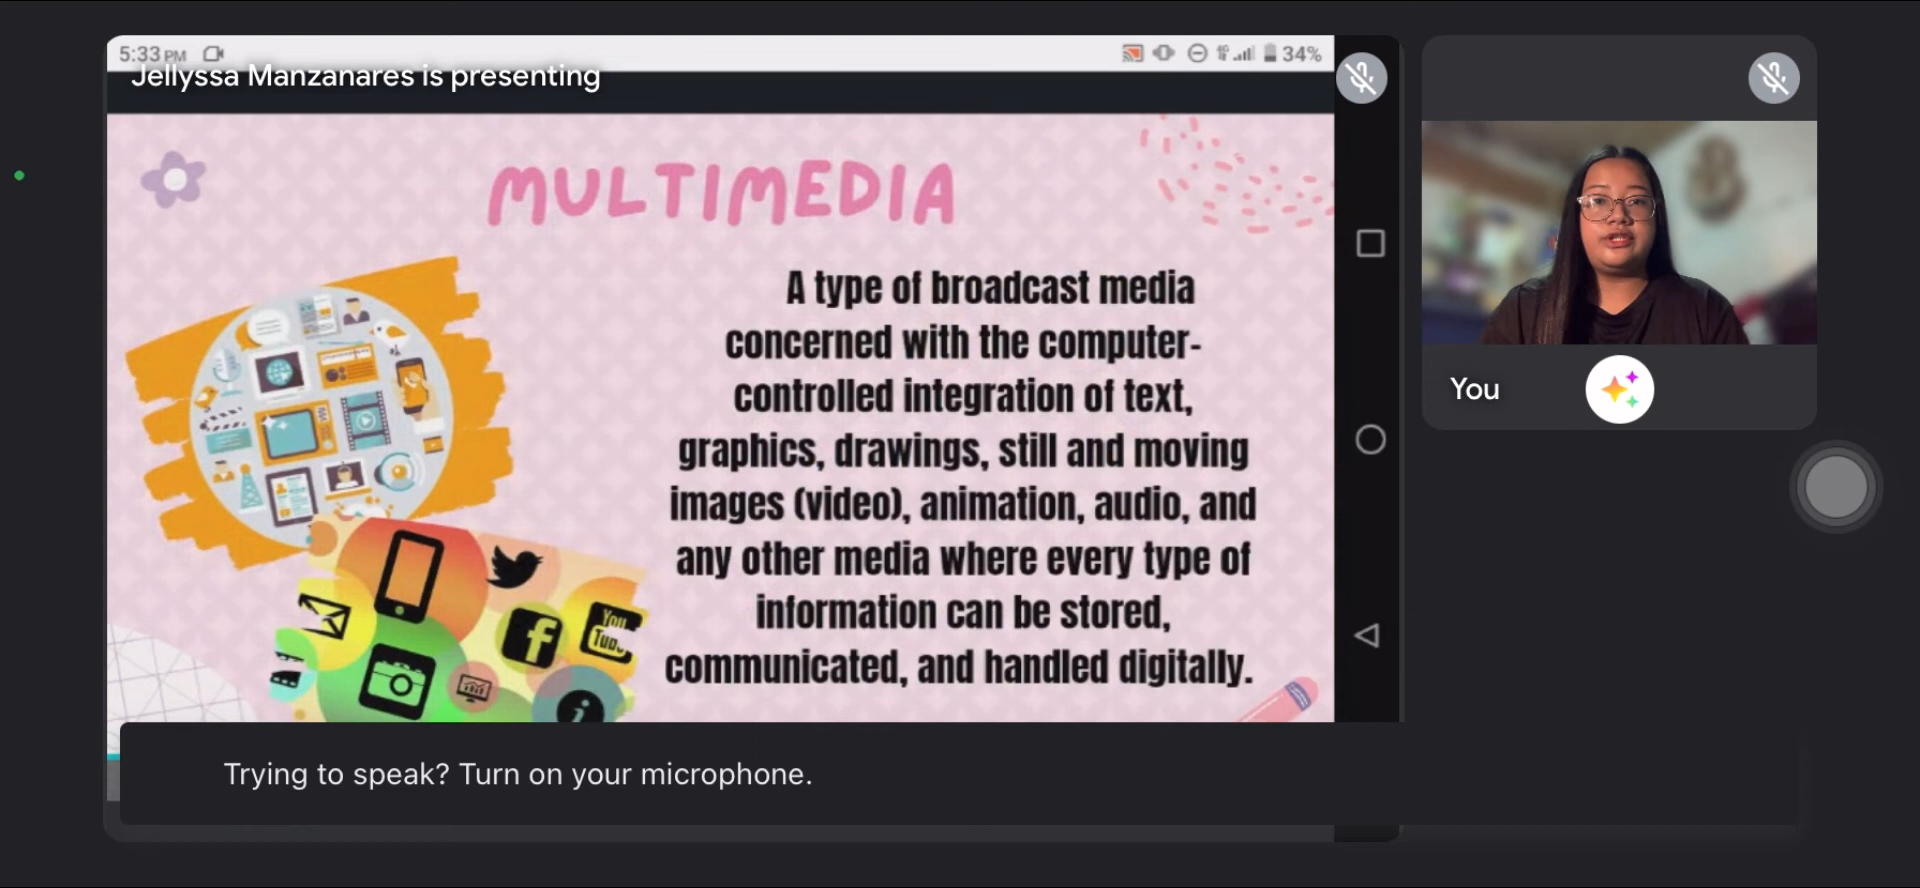 5:33 PM
4G
34%
Jellyssa Manzanares is presenting
MULTIMEDIA
A type of broadcast media
concerned with the computer-
controlled integration of text,
graphics, drawings, still and moving
images (video), animation, audio, and
any other media where every type of
information can be stored,
communicated, and handled digitally.
f
You
i
You
Trying to speak? Turn on your microphone.